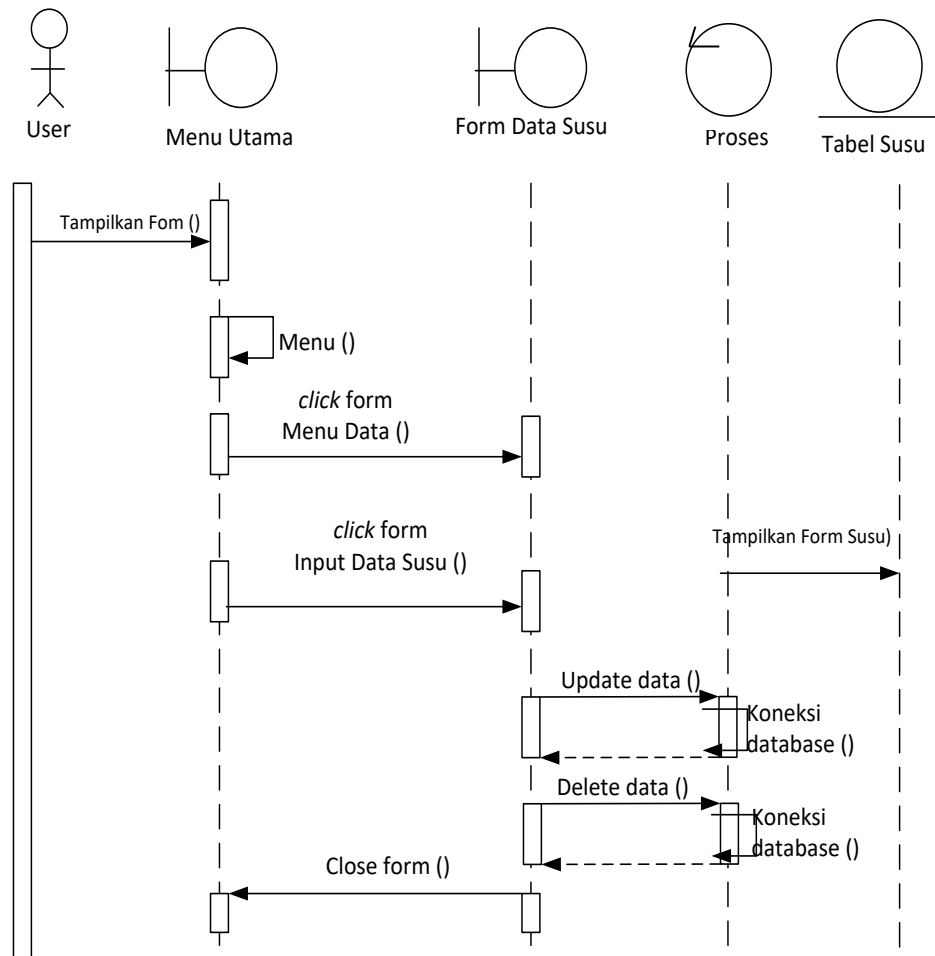 User
Menu Utama
Form Data Susu
Proses
Tabel Susu
Tampilkan Fom ()
Menu ()
click form
Menu Data ()
click form
Input Data Susu ()
Tampilkan Form Susu)
Update data ()
Koneksi
database ()
Delete data ()
Koneksi
database ()
Close form ()